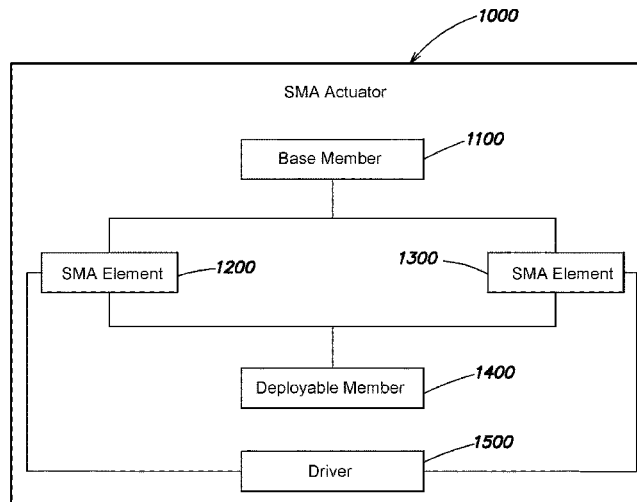 1000
SMA Actuator
Base Member
1100
SMA Element
1200
1300
SMA Element
Deployable Member
1400
Driver
1500